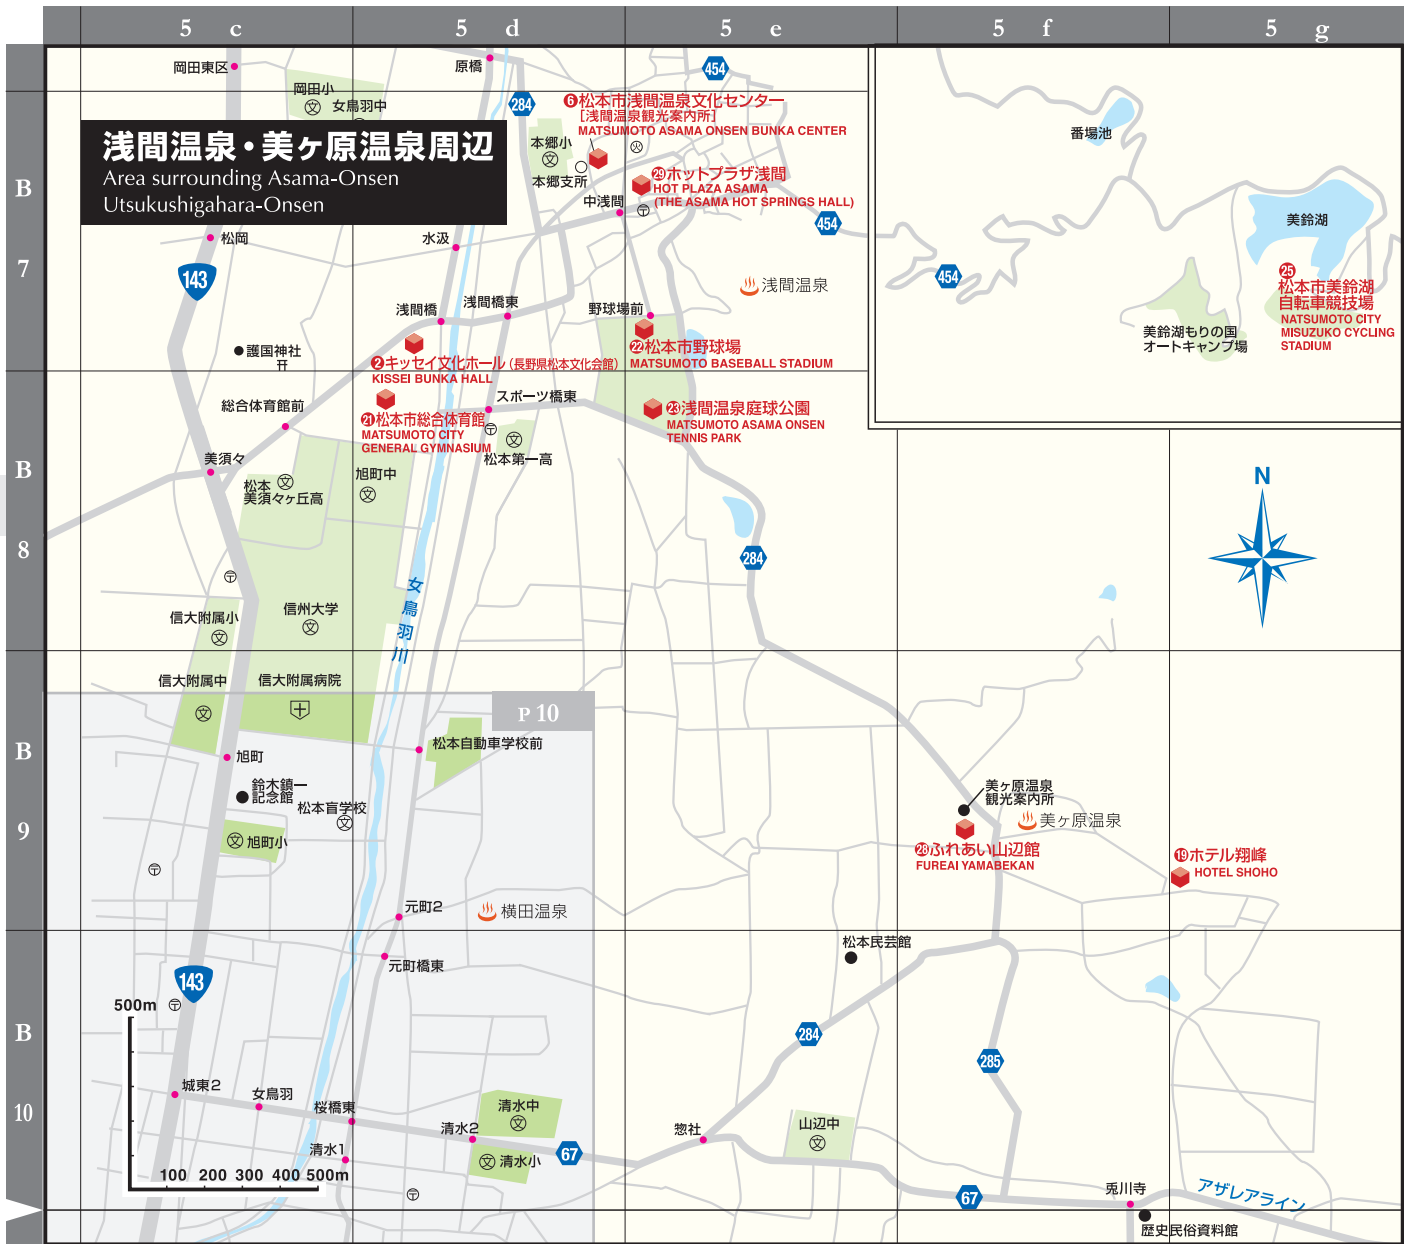 5 c
5 d
5 e
5 f
5 g
岡田東区
原橋
454
岡田小
女鳥羽中
284
❻松本市浅間温泉文化センター
[浅間温泉観光案内所]
MATSUMOTO ASAMA ONSEN BUNKA CENTER
番場池
浅間温泉・美ヶ原温泉周辺
Area surrounding Asama-Onsen
Utsukushigahara-Onsen
本郷小
本郷支所
㉙ホットプラザ浅間
HOT PLAZA ASAMA
(THE ASAMA HOT SPRINGS HALL)
中浅間
454
B
7
松岡
水汲
美鈴湖
143
454
浅間温泉
㉕
松本市美鈴湖
自転車競技場
NATSUMOTO CITY
MISUZUKO CYCLING
STADIUM
浅間橋
浅間橋東
野球場前
美鈴湖もりの国
オートキャンプ場
護国神社
㉒松本市野球場
MATSUMOTO BASEBALL STADIUM
❷キッセイ文化ホール(長野県松本文化会館)
KISSEI BUNKA HALL
総合体育館前
スポーツ橋東
㉑松本市総合体育館
MATSUMOTO CITY
GENERAL GYMNASIUM
㉓浅間温泉庭球公園
MATSUMOTO ASAMA ONSEN
TENNIS PARK
B
8
美須々
松本
美須々ヶ丘高
旭町中
松本第一高
N
284
女鳥羽川
信大附属小
信州大学
信大附属中
信大附属病院
P 10
B
9
旭町
松本自動車学校前
鈴木鎮一
記念館
松本盲学校
旭町小
美ヶ原温泉
観光案内所
美ヶ原温泉
㉘ふれあい山辺館
FUREAI YAMABEKAN
⓳ホテル翔峰
HOTEL SHOHO
元町2
横田温泉
元町橋東
松本民芸館
143
500m
B
10
284
285
城東2
女鳥羽
桜橋東
清水中
清水2
清水1
清水小
67
惣社
山辺中
100 200 300 400 500m
67
兎川寺
アザレアライン
歴史民俗資料館